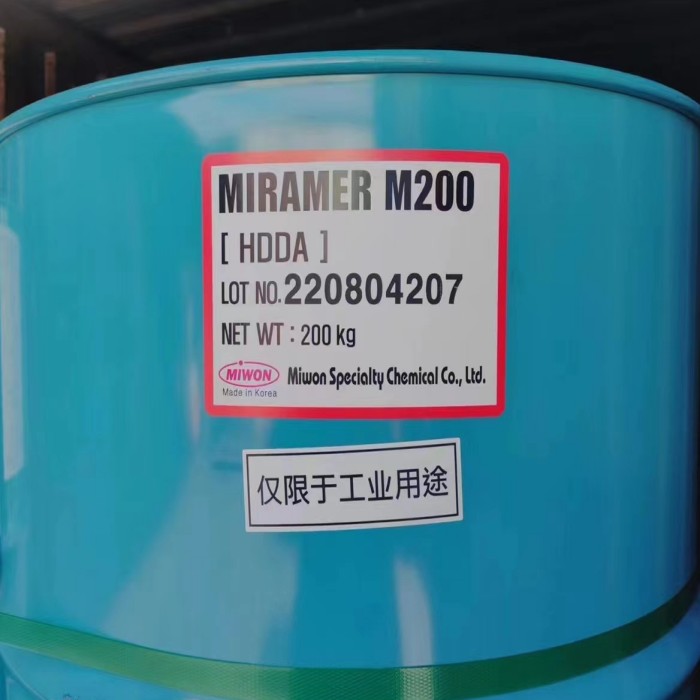 MIRAMER M200
[ HDDA ]
LOT NO. 220804207
NET WT : 200 kg
MIWON Miwon Specialty Chemical Co., Ltd.
Made in Korea
仅限于工业用途